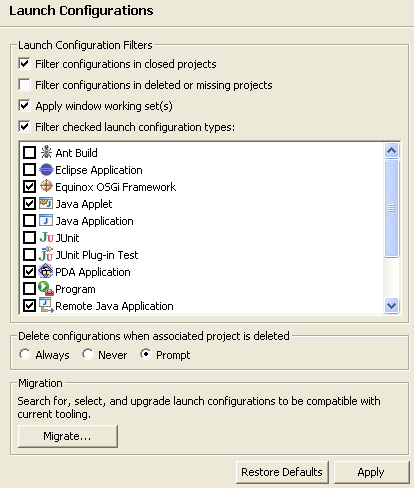 Launch Configurations
Launch Configuration Filters
Filter configurations in closed projects
Filter configurations in deleted or missing projects
Apply window working set(s)
Filter checked launch configuration types:
Ant Build
Eclipse Application
Equinox OSGi Framework
Java Applet
Java Application
JUnit
JUnit Plug-in Test
PDA Application
Program
Remote Java Application
Delete configurations when associated project is deleted
Always Never Prompt
Migration
Search for, select, and upgrade launch configurations to be compatible with
current tooling.
Migrate...
Restore Defaults Apply